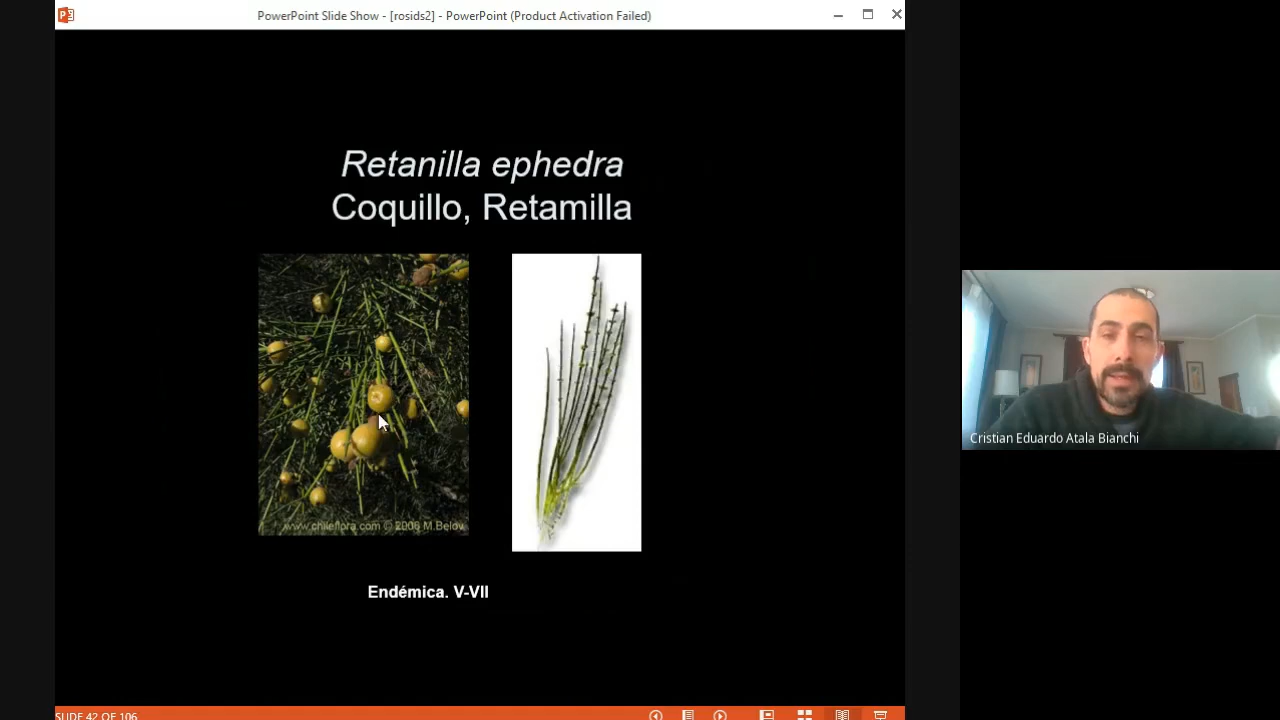 PowerPoint Slide Show - [rosids2] - PowerPoint (Product Activation Failed)
Retanilla ephedra
Coquillo, Retamilla
www.chileflora.com © 2006 M.Belov
Endémica. V-VII
Cristian Eduardo Atala Bianchi
SLIDE 42 OF 106